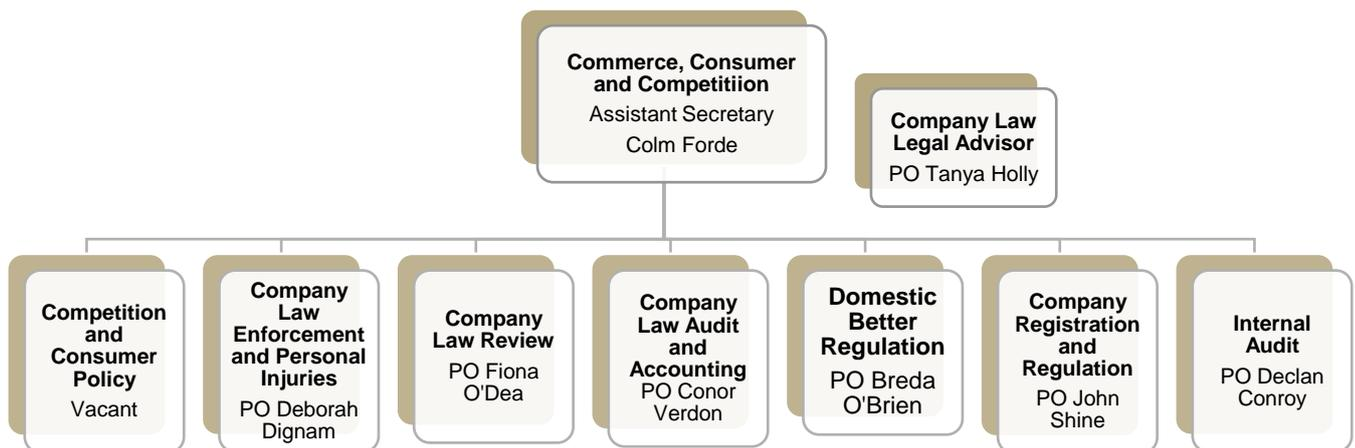 Commerce, Consumer
and Competitiion
Assistant Secretary
Colm Forde
Company Law
Legal Advisor
PO Tanya Holly
Competition
and
Consumer
Policy
Vacant
Company
Law
Enforcement
and Personal
Injuries
PO Deborah
Dignam
Company
Law Review
PO Fiona
O'Dea
Company
Law Audit
and
Accounting
PO Conor
Verdon
Domestic
Better
Regulation
PO Breda
O'Brien
Company
Registration
and
Regulation
PO John
Shine
Internal
Audit
PO Declan
Conroy